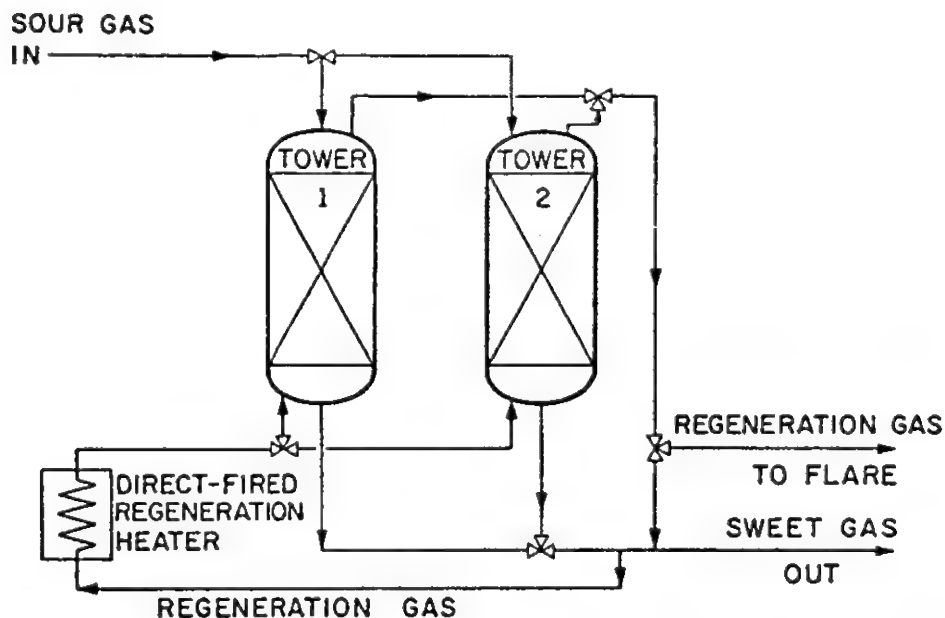 SOUR GAS
IN
TOWER
1
TOWER
2
REGENERATION GAS
TO FLARE
DIRECT-FIRED
REGENERATION
HEATER
SWEET GAS
OUT
REGENERATION GAS